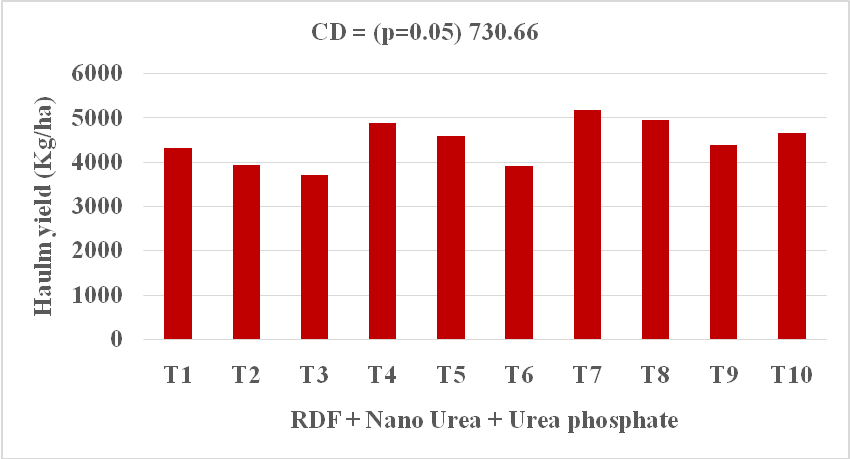 CD = (p=0.05) 730.66
6000
5000
4000
3000
2000
1000
0
Haulm yield (Kg/ha)
T1 T2 T3 T4 T5 T6 T7 T8 T9 T10
RDF + Nano Urea + Urea phosphate